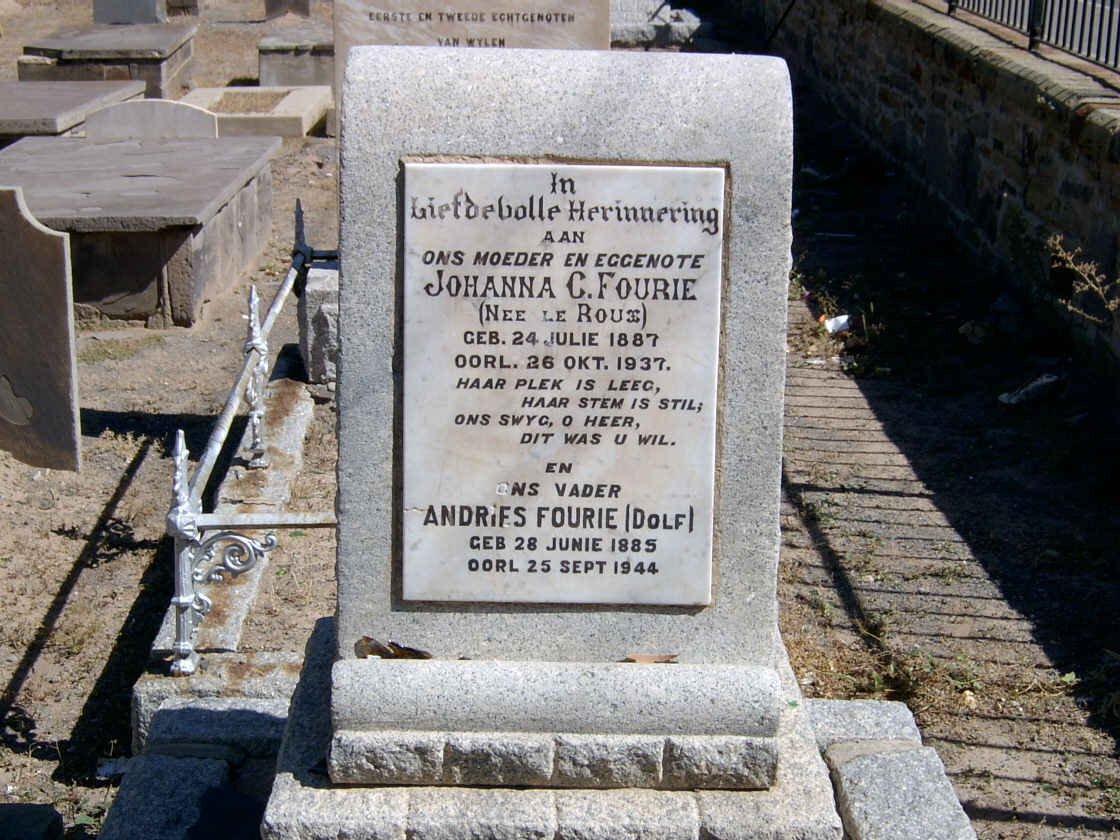 EERSTE EN TWEEDE ECHTGENOTEN
VAN WYLEN
In
Liefdebolle Herinnering
AAN
ONS MOEDER EN EGGENOTE
JOHANNA C. FOURIE
(NEE LE ROUX)
GEB. 24 JULIE 1887
OORL. 26 OKT. 1937.
HAAR PLEK IS LEEG,
HAAR STEM IS STIL;
ONS SWYG, O HEER,
DIT WAS U WIL.
EN
ONS VADER
ANDRIES FOURIE (DOLF)
GEB 28 JUNIE 1885
OORL 25 SEPT 1944